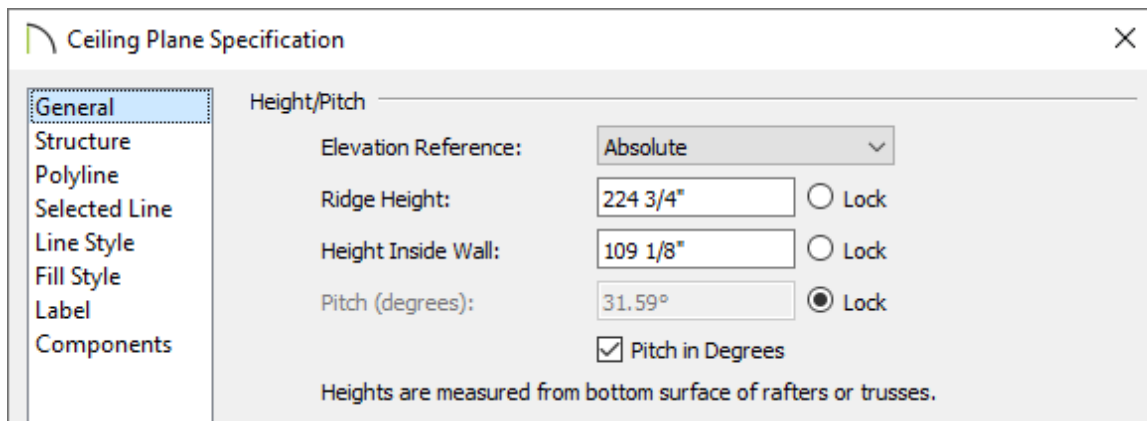 Ceiling Plane Specification
General
Structure
Polyline
Selected Line
Line Style
Fill Style
Label
Components
Height/Pitch
Elevation Reference: Absolute
Ridge Height: 224 3/4" Lock
Height Inside Wall: 109 1/8" Lock
Pitch (degrees): 31.59° Lock
Pitch in Degrees
Heights are measured from bottom surface of rafters or trusses.